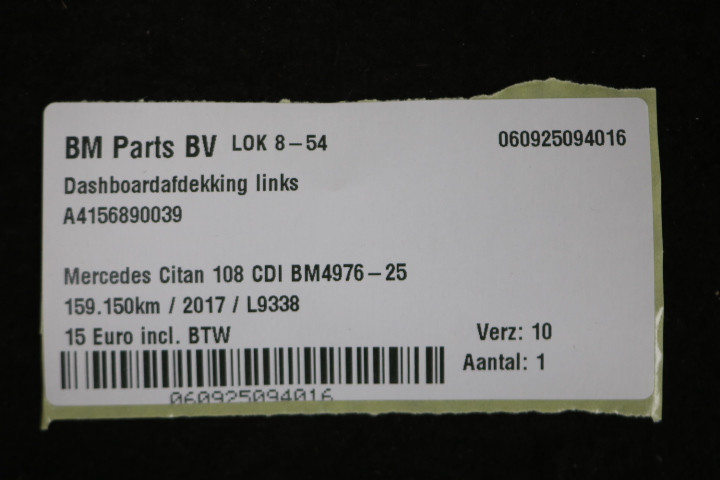 BM Parts BV LOK 8-54 060925094016
Dashboardafdekking links
A4156890039
Mercedes Citan 108 CDI BM4976-25
159.150km / 2017 / L9338
15 Euro incl. BTW Verz: 10
Aantal: 1
060925094016